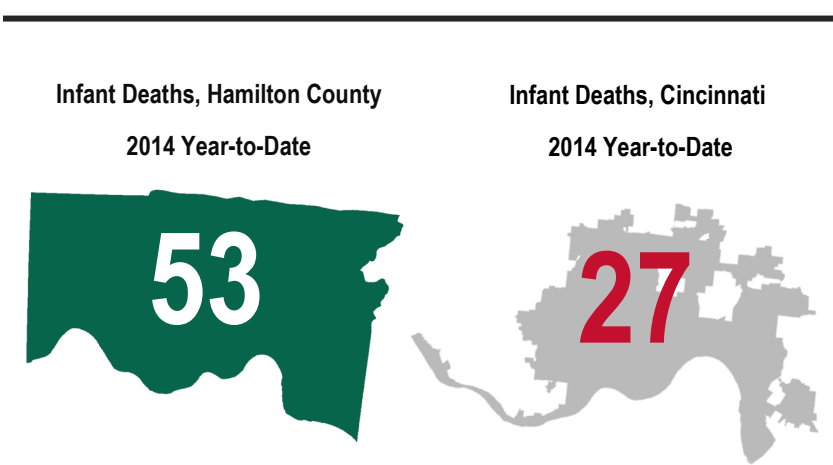 Infant Deaths, Hamilton County
2014 Year-to-Date
53
Infant Deaths, Cincinnati
2014 Year-to-Date
27